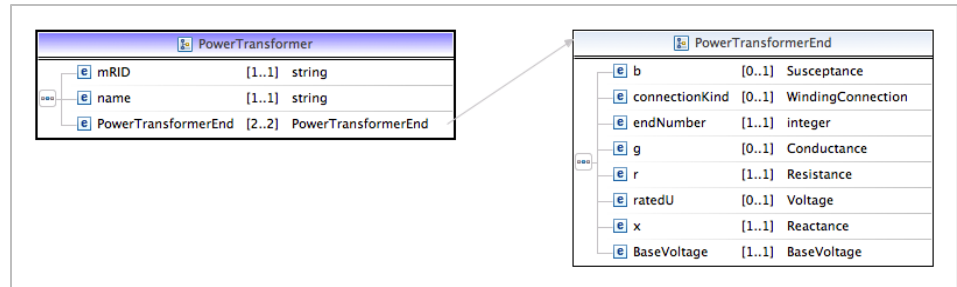 PowerTransformer
e mRID [1..1] string
e name [1..1] string
e PowerTransformerEnd [2..2] PowerTransformerEnd
PowerTransformerEnd
e b [0..1] Susceptance
e connectionKind [0..1] WindingConnection
e endNumber [1..1] integer
e g [0..1] Conductance
e r [1..1] Resistance
e ratedU [0..1] Voltage
e x [1..1] Reactance
e BaseVoltage [1..1] BaseVoltage